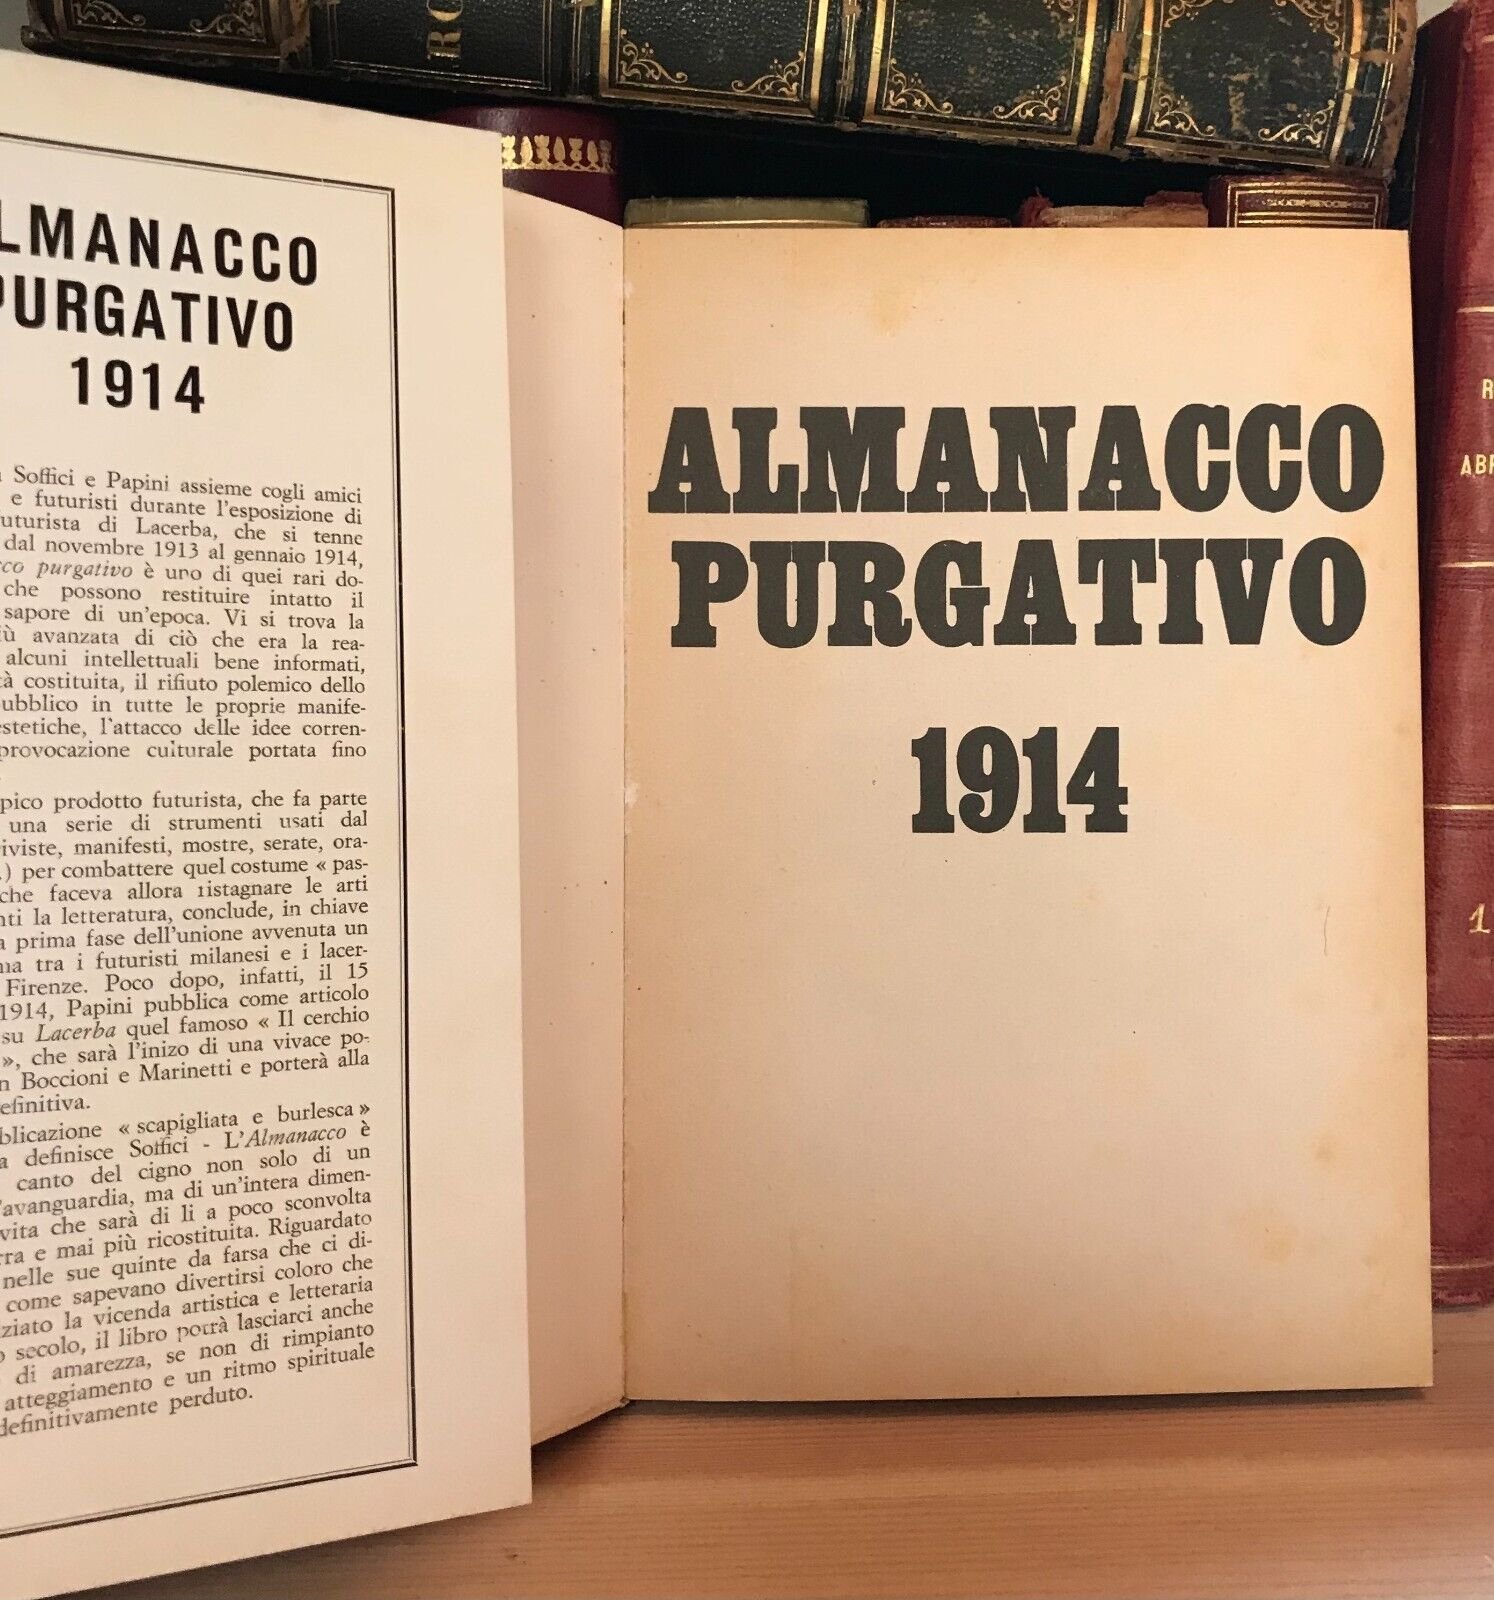 RO
LMANACCO
PURGATIVO
1914
Soffici e Papini assieme cogli amici
e futuristi durante l'esposizione di
uturista di Lacerba, che si tenne
dal novembre 1913 al gennaio 1914,
cco purgativo è uno di quei rari do-
che possono restituire intatto il
sapore di un'epoca. Vi si trova la
iù avanzata di ciò che era la rea-
alcuni intellettuali bene informati,
tà costituita, il rifiuto polemico dello
pubblico in tutte le proprie manife-
estetiche, l'attacco delle idee corren-
provocazione culturale portata fino
.
pico prodotto futurista, che fa parte
una serie di strumenti usati dal
iviste, manifesti, mostre, serate, ora-
.) per combattere quel costume « pas-
che faceva allora ristagnare le arti
nti la letteratura, conclude, in chiave
a prima fase dell'unione avvenuta un
ma tra i futuristi milanesi e i lacer-
Firenze. Poco dopo, infatti, il 15
1914, Papini pubblica come articolo
su Lacerba quel famoso « Il cerchio
», che sarà l'inizo di una vivace po-
n Boccioni e Marinetti e porterà alla
efinitiva.
blicazione « scapigliata e burlesca »
a definisce Soffici - L'Almanacco è
canto del cigno non solo di un
'avanguardia, ma di un'intera dimen-
vita che sarà di li a poco sconvolta
rra e mai più ricostituita. Riguardato
nelle sue quinte da farsa che ci di-
come sapevano divertirsi coloro che
ziato la vicenda artistica e letteraria
o secolo, il libro potrà lasciarci anche
di amarezza, se non di rimpianto
atteggiamento e un ritmo spirituale
definitivamente perduto.
ALMANACCO
PURGATIVO
1914
R
ABR
1